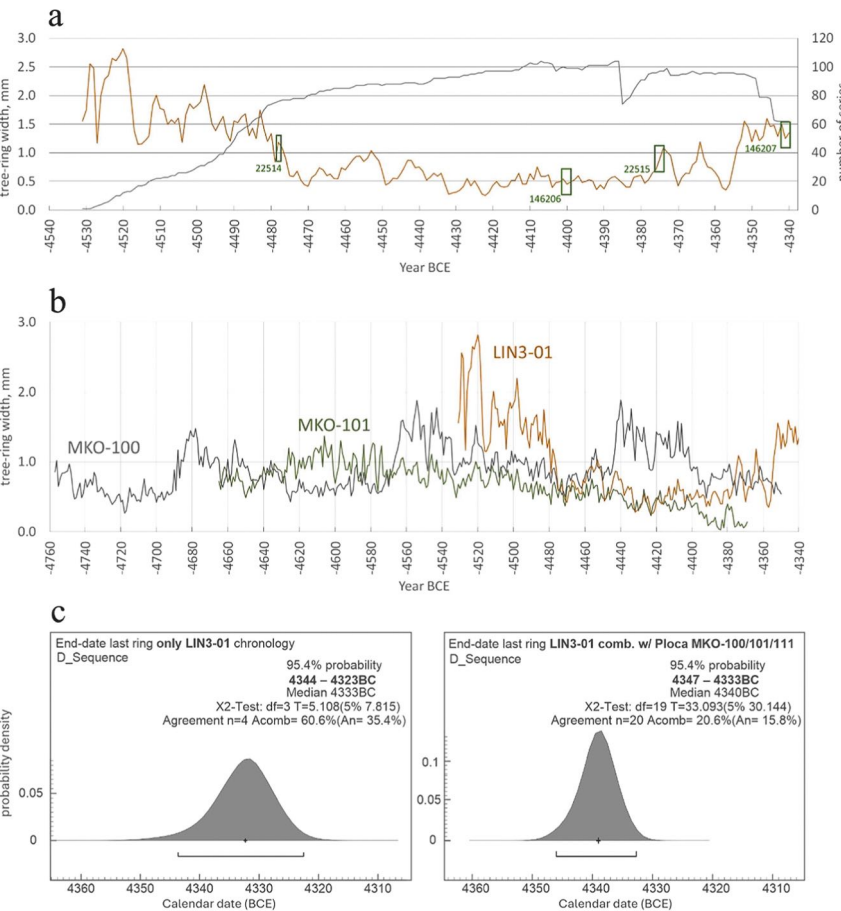 a
3.0
2.5
2.0
1.5
1.0
0.5
0.0
tree-ring width, mm
120
100
80
60
40
20
0
number of series
22514
146206
22515
146207
-4540
-4530
-4520
-4510
-4500
-4490
-4480
-4470
-4460
-4450
-4440
-4430
-4420
-4410
-4400
-4390
-4380
-4370
-4360
-4350
-4340
Year BCE
b
3.0
2.0
1.0
0.0
tree-ring width, mm
LIN3-01
MKO-101
MKO-100
-4760
-4740
-4720
-4700
-4680
-4660
-4640
-4620
-4600
-4580
-4560
-4540
-4520
-4500
-4480
-4460
-4440
-4420
-4400
-4380
-4360
-4340
Year BCE
c
probability density
End-date last ring only LIN3-01 chronology
D_Sequence
95.4% probability
4344 – 4323BC
Median 4333BC
X2-Test: df=3 T=5.108(5% 7.815)
Agreement n=4 Acomb= 60.6%(An= 35.4%)
0.05
0
4360
4350
4340
4330
4320
4310
Calendar date (BCE)
End-date last ring LIN3-01 comb. w/ Ploca MKO-100/101/111
D_Sequence
95.4% probability
4347 – 4333BC
Median 4340BC
X2-Test: df=19 T=33.093(5% 30.144)
Agreement n=20 Acomb= 20.6%(An= 15.8%)
0.1
0.05
0
4360
4350
4340
4330
4320
4310
Calendar date (BCE)